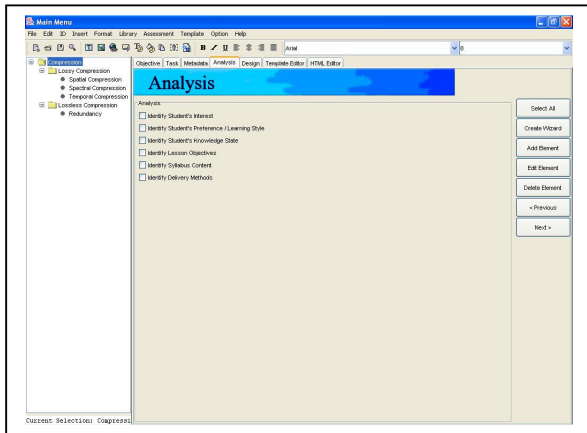 Main Menu
File Edit ID Insert Format Library Assessment Template Option Help
B I U Arial 8
Compression
Lossy Compression
Spatial Compression
Spectral Compression
Temporal Compression
Lossless Compression
Redundancy
Objective Task Metadata Analysis Design Template Editor HTML Editor
Analysis
Analysis
Identify Student's Interest
Identify Student's Preference / Learning Style
Identify Student's Knowledge State
Identify Lesson Objectives
Identify Syllabus Content
Identify Delivery Methods
Select All
Create Wizard
Add Element
Edit Element
Delete Element
< Previous
Next >
Current Selection: Compressi